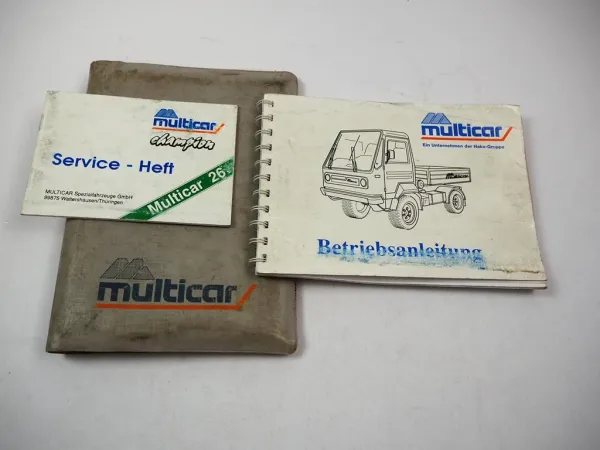 multicar
champion
Service - Heft
MULTICAR Spezialfahrzeuge GmbH
99875 Waltershausen/Thüringen
Multicar 26
multicar
Ein Unternehmen der Hako-Gruppe
Betriebsanleitung
multicar